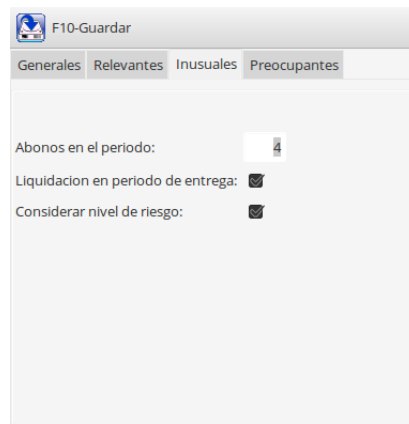 F10-Guardar
Generales Relevantes Inusuales Preocupantes
Abonos en el periodo: 4
Liquidacion en periodo de entrega:
Considerar nivel de riesgo: